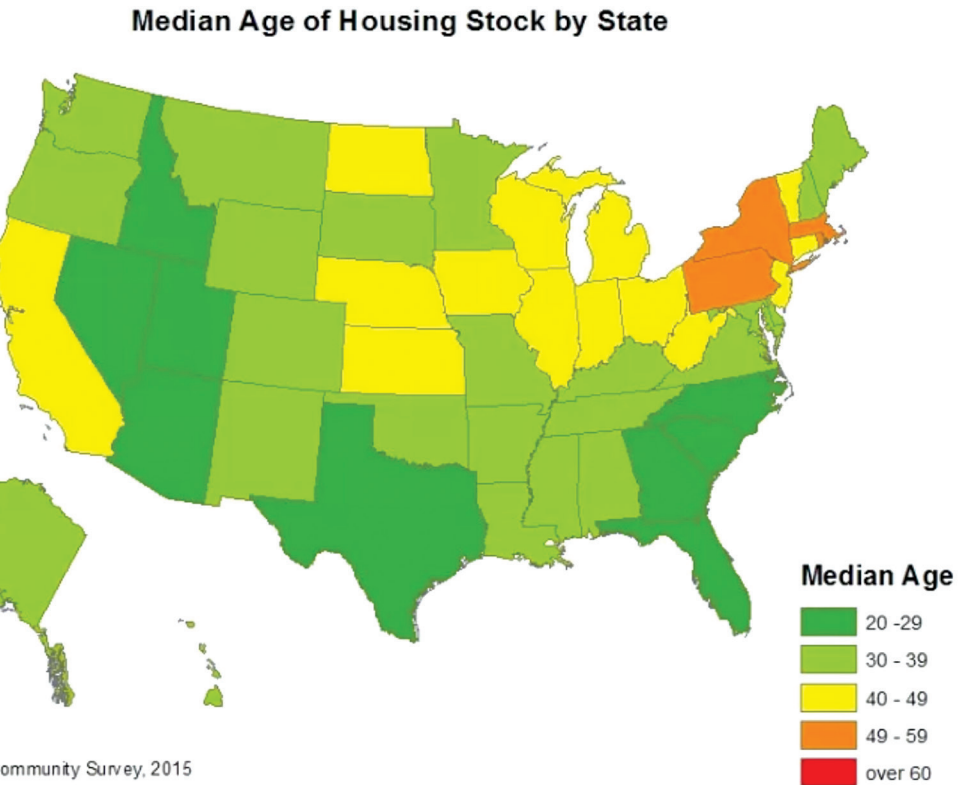 Median Age of Housing Stock by State
Median Age
20 -29
30 - 39
40 - 49
49 - 59
over 60
ommunity Survey, 2015